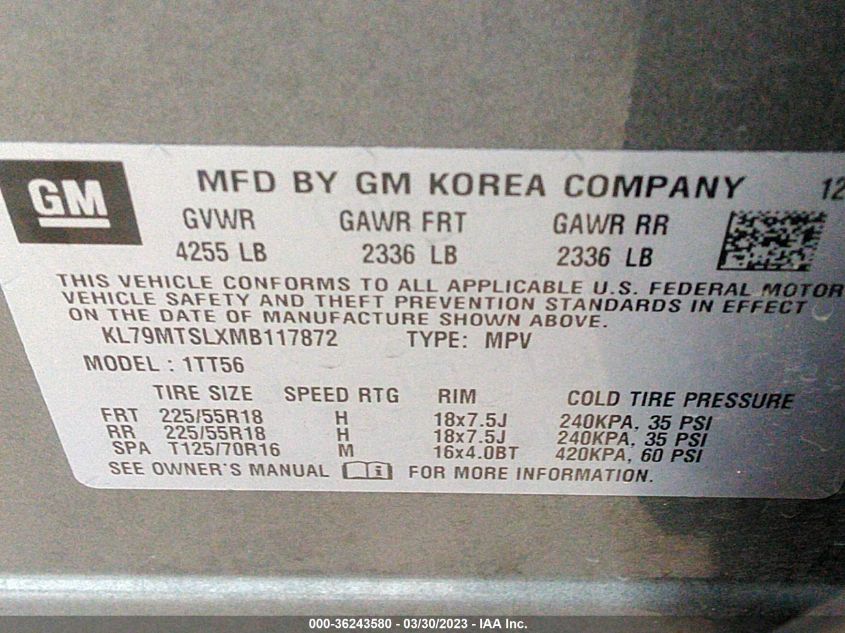 GM
MFD BY GM KOREA COMPANY 12
GVWR GAWR FRT GAWR RR
4255 LB 2336 LB 2336 LB
THIS VEHICLE CONFORMS TO ALL APPLICABLE U.S. FEDERAL MOTOR
VEHICLE SAFETY AND THEFT PREVENTION STANDARDS IN EFFECT
ON THE DATE OF MANUFACTURE SHOWN ABOVE.
KL79MTSLXMB117872 TYPE: MPV
MODEL : 1TT56
TIRE SIZE SPEED RTG RIM COLD TIRE PRESSURE
FRT 225/55R18 H 18x7.5J 240KPA, 35 PSI
RR 225/55R18 H 18x7.5J 240KPA, 35 PSI
SPA T125/70R16 M 16x4.0BT 420KPA, 60 PSI
SEE OWNER'S MANUAL FOR MORE INFORMATION.
000-36243580 — 03/30/2023 — IAA Inc.